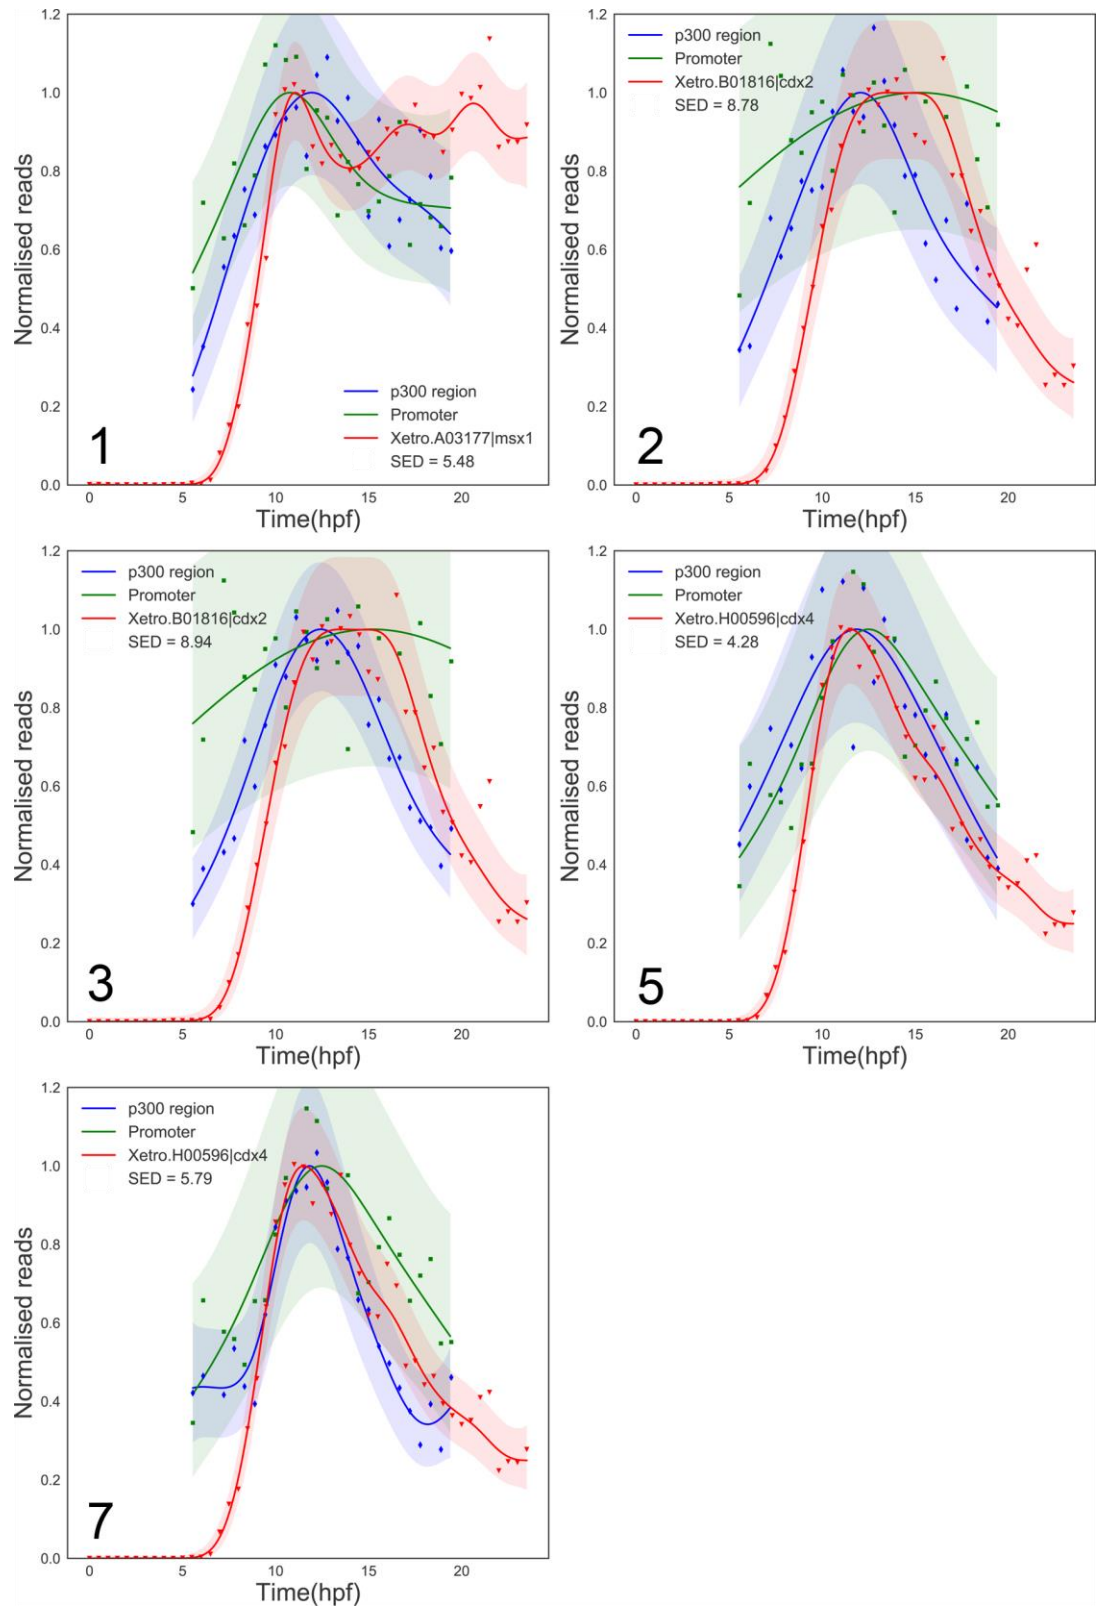 1.2
1.0
0.8
0.6
0.4
0.2
0.0
Normalised reads
p300 region
Promoter
Xetro.A03177|msx1
SED = 5.48
1
0 5 10 15 20
Time(hpf)
1.2
1.0
0.8
0.6
0.4
0.2
0.0
Normalised reads
p300 region
Promoter
Xetro.B01816|cdx2
SED = 8.78
2
0 5 10 15 20
Time(hpf)
1.2
1.0
0.8
0.6
0.4
0.2
0.0
Normalised reads
p300 region
Promoter
Xetro.B01816|cdx2
SED = 8.94
3
0 5 10 15 20
Time(hpf)
1.2
1.0
0.8
0.6
0.4
0.2
0.0
Normalised reads
p300 region
Promoter
Xetro.H00596|cdx4
SED = 4.28
5
0 5 10 15 20
Time(hpf)
1.2
1.0
0.8
0.6
0.4
0.2
0.0
Normalised reads
p300 region
Promoter
Xetro.H00596|cdx4
SED = 5.79
7
0 5 10 15 20
Time(hpf)